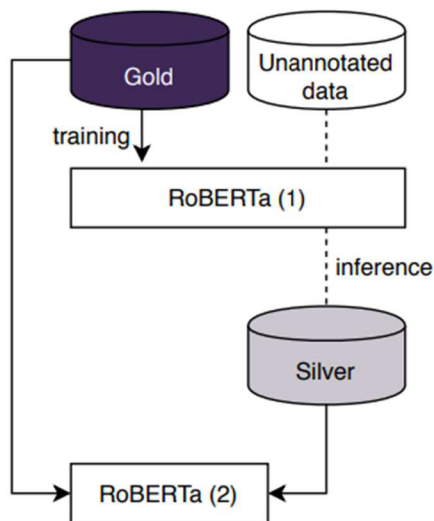 Gold
Unannotated
data
training
RoBERTa (1)
inference
Silver
RoBERTa (2)